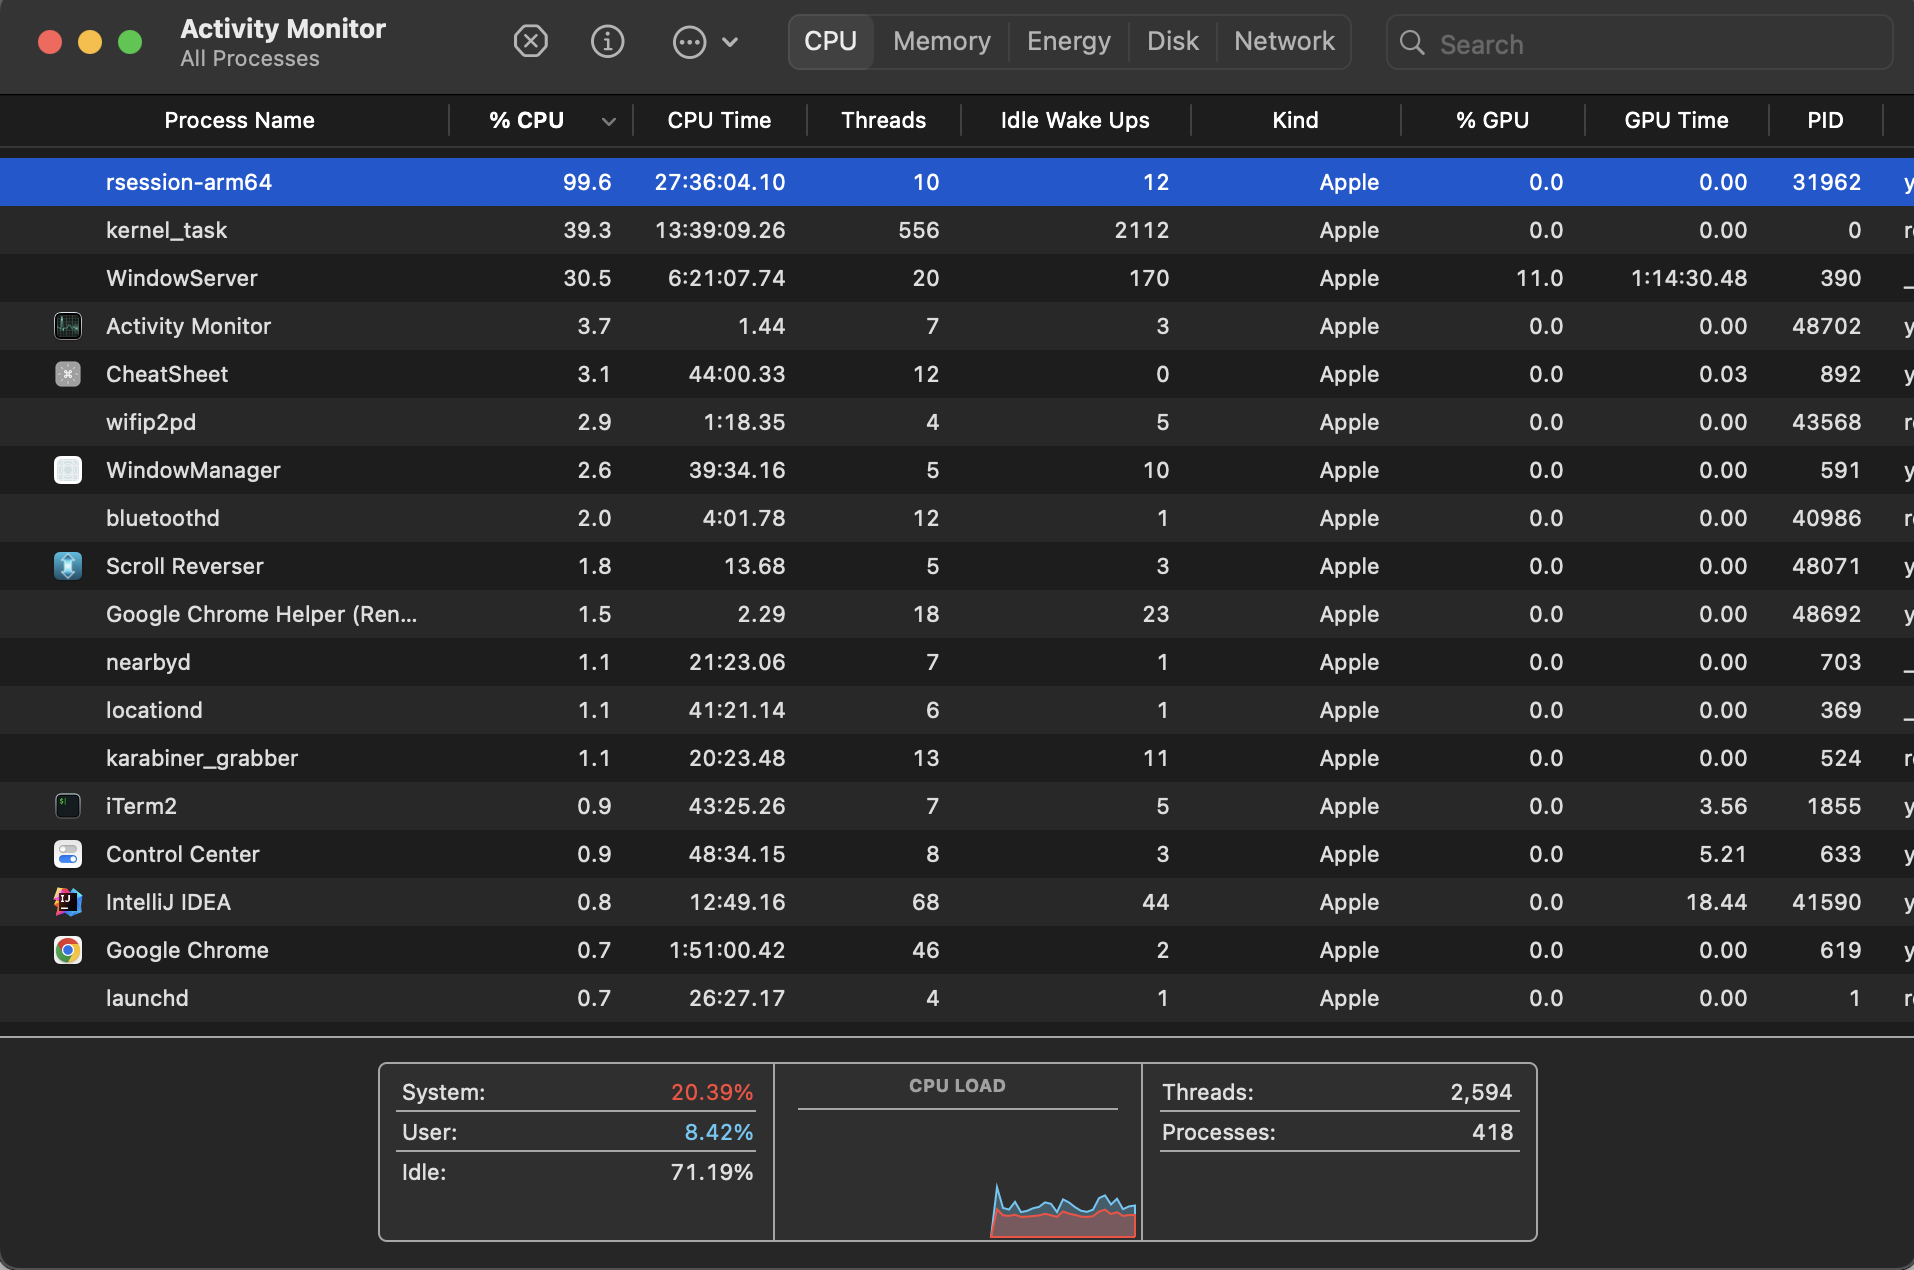 Activity Monitor
All Processes
CPU Memory Energy Disk Network
Search
Process Name % CPU CPU Time Threads Idle Wake Ups Kind % GPU GPU Time PID
rsession-arm64 99.6 27:36:04.10 10 12 Apple 0.0 0.00 31962
kernel_task 39.3 13:39:09.26 556 2112 Apple 0.0 0.00 0
WindowServer 30.5 6:21:07.74 20 170 Apple 11.0 1:14:30.48 390
Activity Monitor 3.7 1.44 7 3 Apple 0.0 0.00 48702
CheatSheet 3.1 44:00.33 12 0 Apple 0.0 0.03 892
wifip2pd 2.9 1:18.35 4 5 Apple 0.0 0.00 43568
WindowManager 2.6 39:34.16 5 10 Apple 0.0 0.00 591
bluetoothd 2.0 4:01.78 12 1 Apple 0.0 0.00 40986
Scroll Reverser 1.8 13.68 5 3 Apple 0.0 0.00 48071
Google Chrome Helper (Ren... 1.5 2.29 18 23 Apple 0.0 0.00 48692
nearbyd 1.1 21:23.06 7 1 Apple 0.0 0.00 703
locationd 1.1 41:21.14 6 1 Apple 0.0 0.00 369
karabiner_grabber 1.1 20:23.48 13 11 Apple 0.0 0.00 524
iTerm2 0.9 43:25.26 7 5 Apple 0.0 3.56 1855
Control Center 0.9 48:34.15 8 3 Apple 0.0 5.21 633
IntelliJ IDEA 0.8 12:49.16 68 44 Apple 0.0 18.44 41590
Google Chrome 0.7 1:51:00.42 46 2 Apple 0.0 0.00 619
launchd 0.7 26:27.17 4 1 Apple 0.0 0.00 1
System: 20.39%
User: 8.42%
Idle: 71.19%
CPU LOAD
Threads: 2,594
Processes: 418